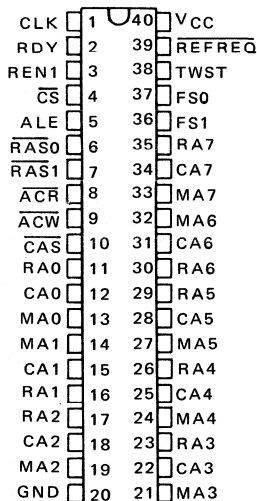 CLK 1 40 VCC
RDY 2 39 REFREQ
REN1 3 38 TWST
CS 4 37 FS0
ALE 5 36 FS1
RAS0 6 35 RA7
RAS1 7 34 CA7
ACR 8 33 MA7
ACW 9 32 MA6
CAS 10 31 CA6
RA0 11 30 RA6
CA0 12 29 RA5
MA0 13 28 CA5
MA1 14 27 MA5
CA1 15 26 RA4
RA1 16 25 CA4
RA2 17 24 MA4
CA2 18 23 RA3
MA2 19 22 CA3
GND 20 21 MA3